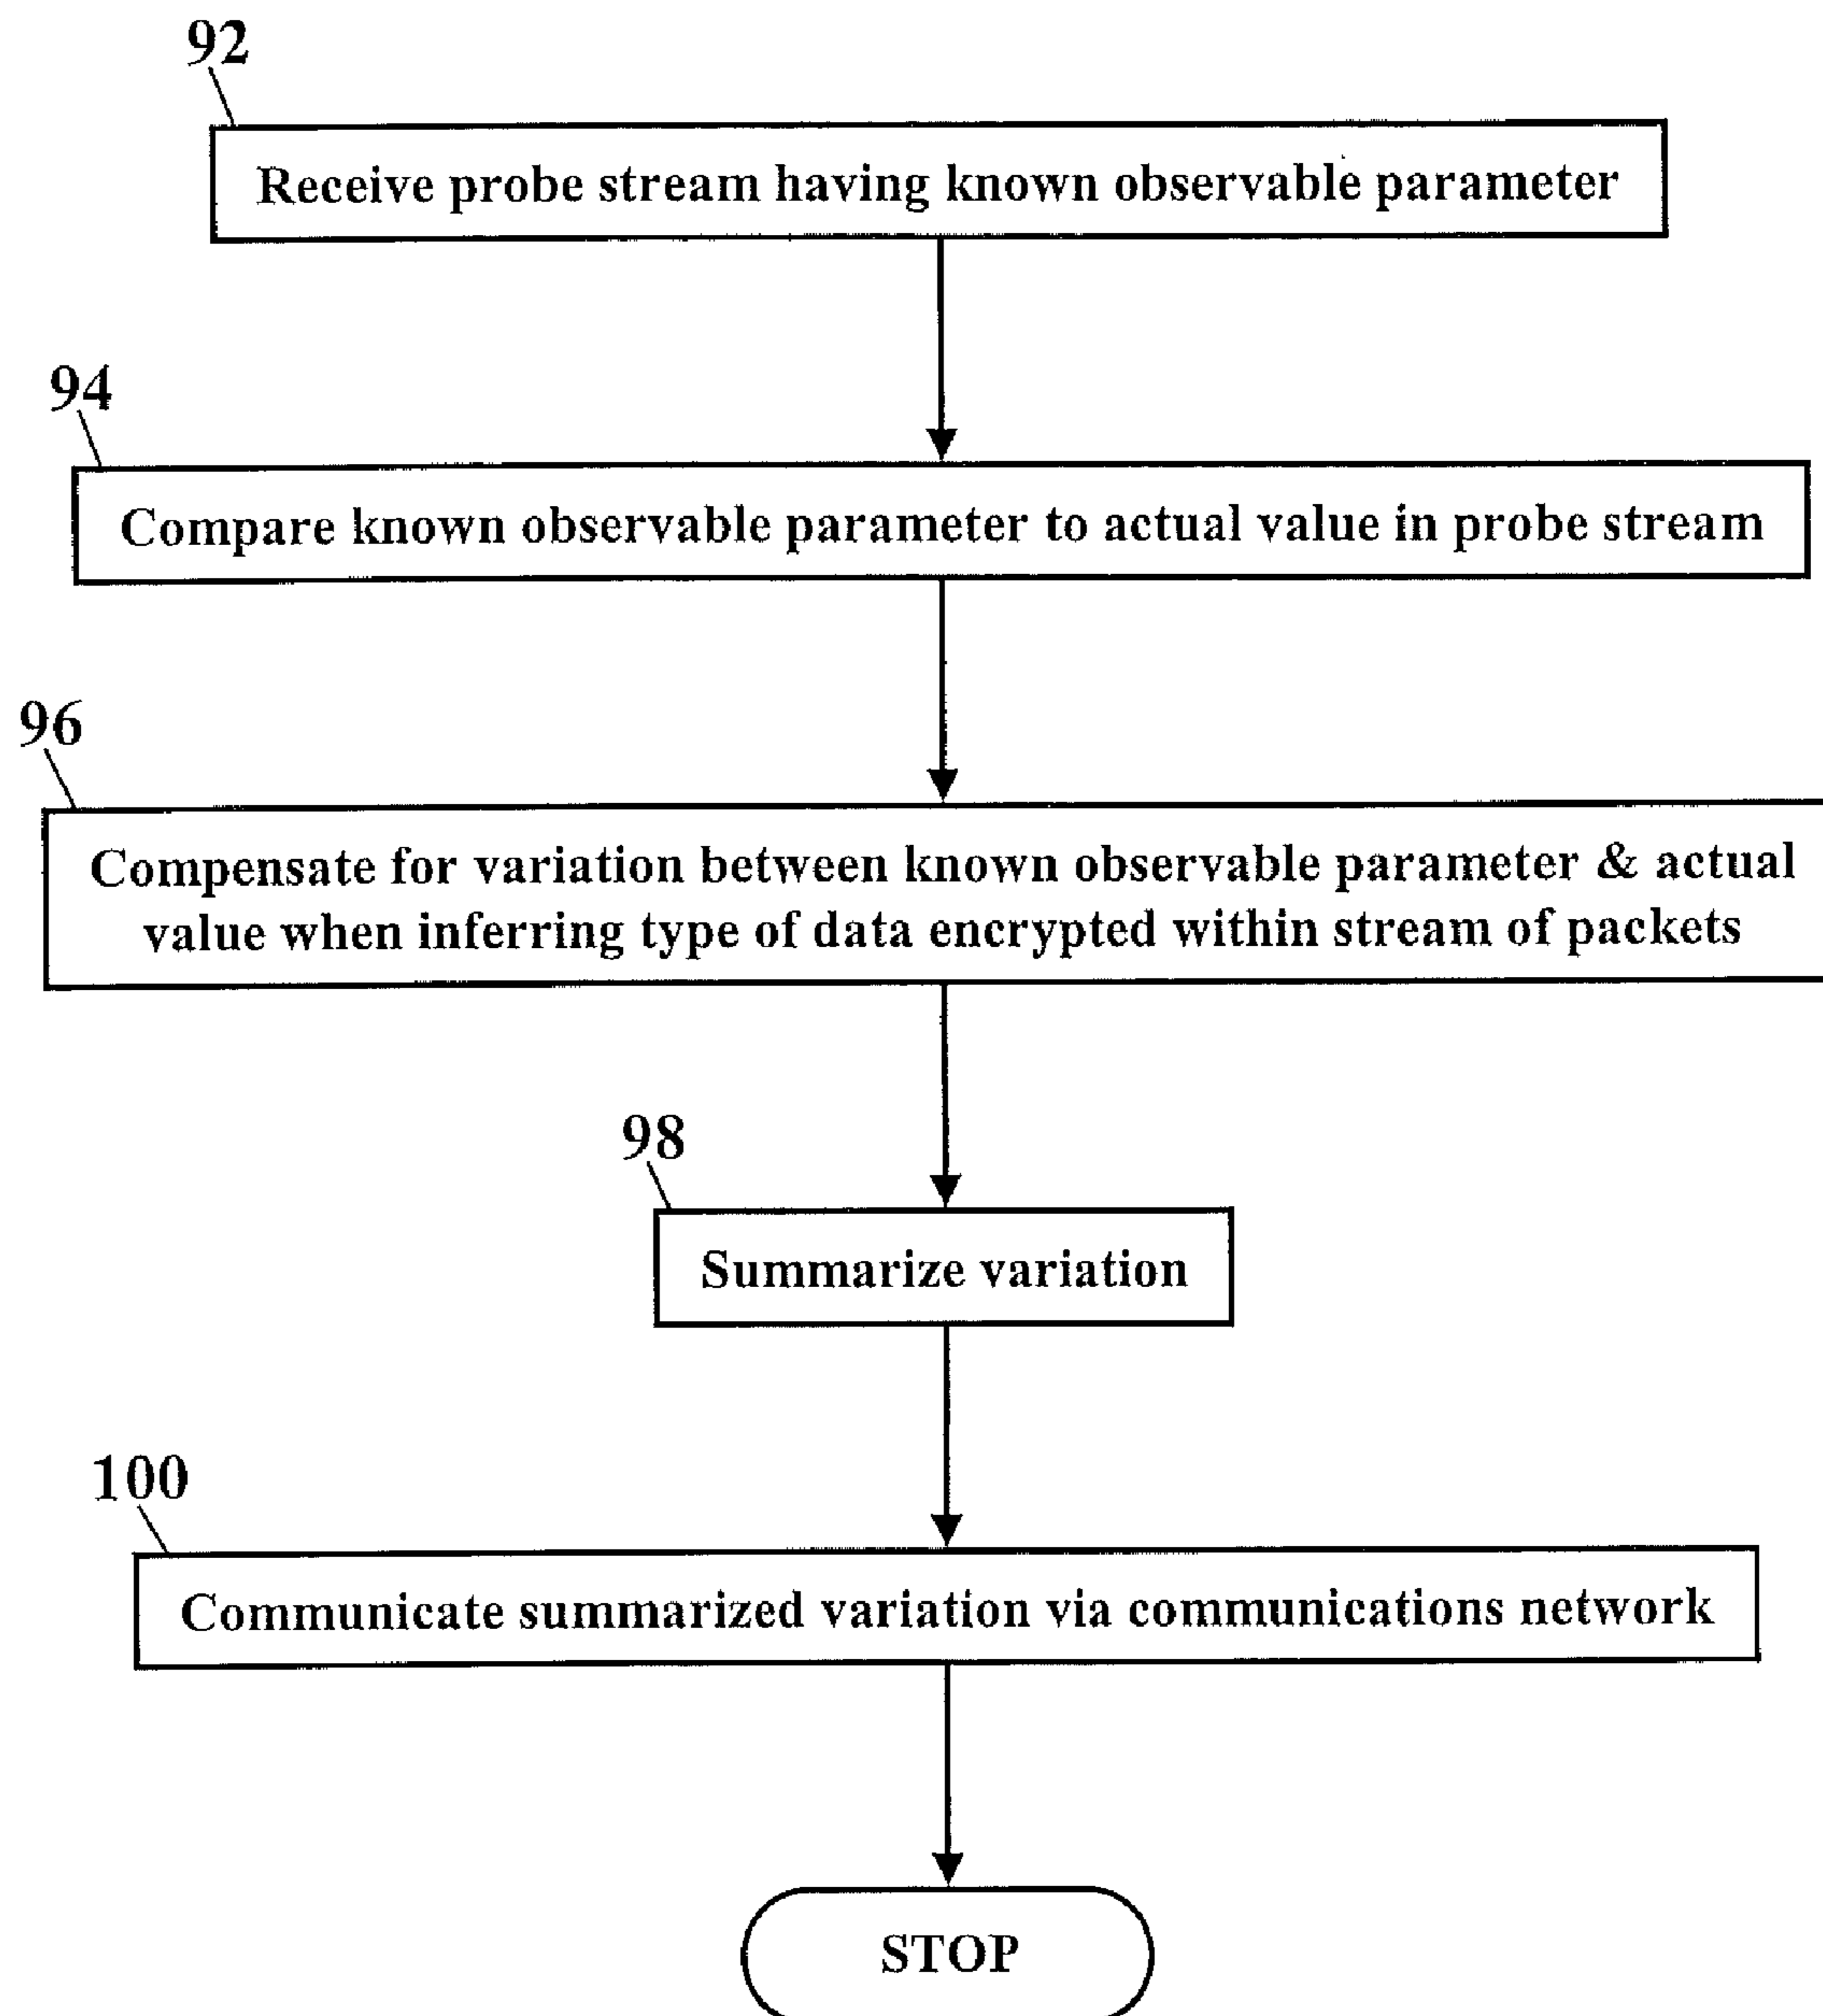 92
Receive probe stream having known observable parameter
94
Compare known observable parameter to actual value in probe stream
96
Compensate for variation between known observable parameter & actual
value when inferring type of data encrypted within stream of packets
98
Summarize variation
100
Communicate summarized variation via communications network
STOP